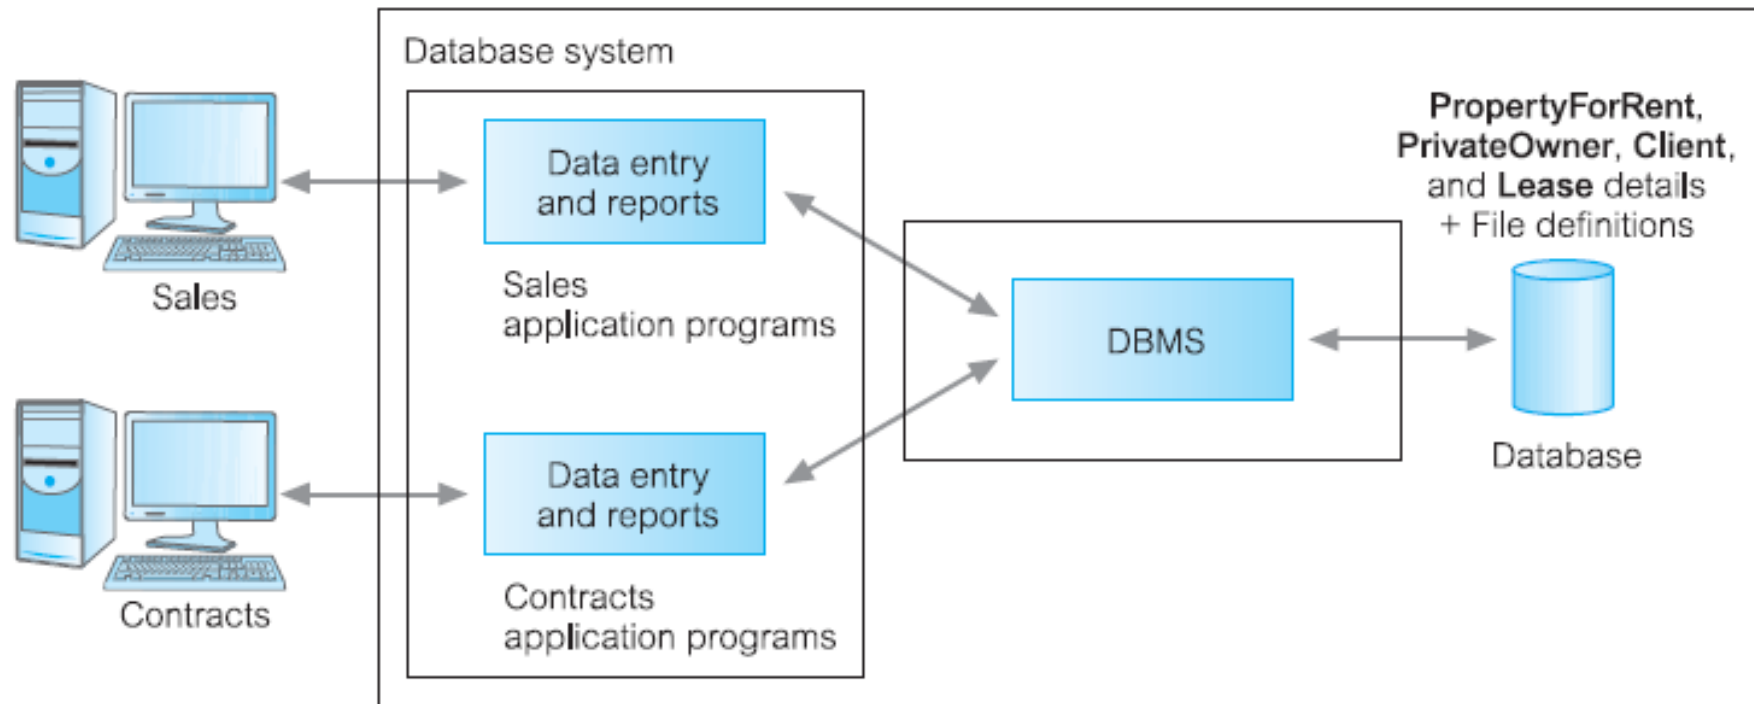 Database system
Sales
Data entry
and reports
Sales
application programs
Contracts
Data entry
and reports
Contracts
application programs
DBMS
PropertyForRent,
PrivateOwner, Client,
and Lease details
+ File definitions
Database